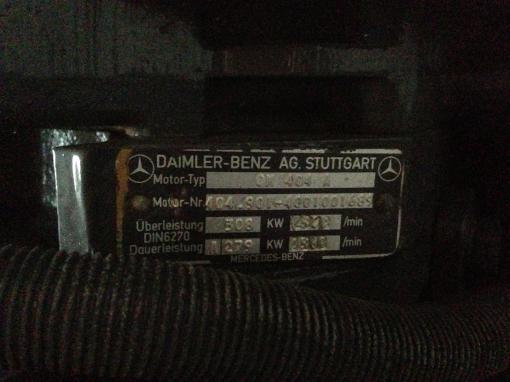 DAIMLER-BENZ AG. STUTTGART
Motor-Typ OM 404 A
Motor-Nr.
Überleistung 308 KW /min
DIN6270
Dauerleistung 279 KW /min
MERCEDES-BENZ